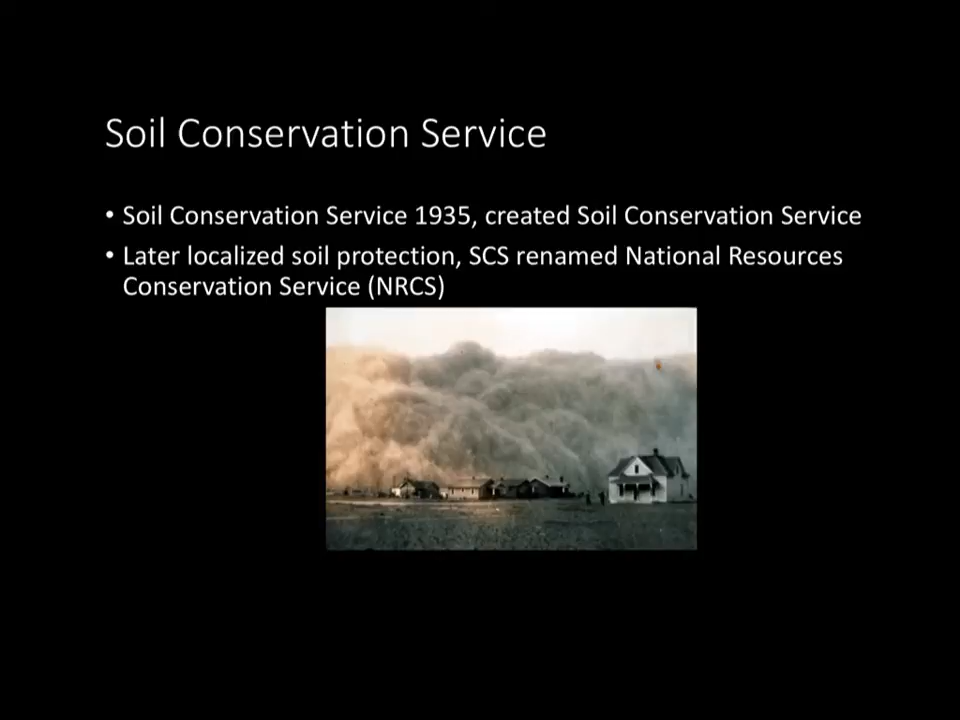 Soil Conservation Service
• Soil Conservation Service 1935, created Soil Conservation Service
• Later localized soil protection, SCS renamed National Resources
Conservation Service (NRCS)